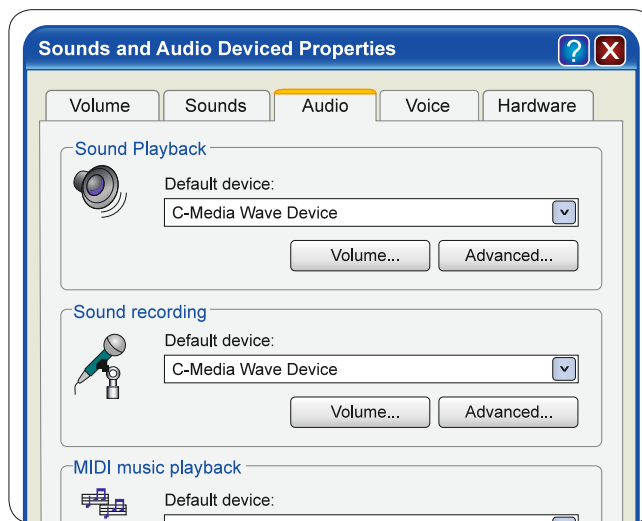 Sounds and Audio Deviced Properties
? X
Volume Sounds Audio Voice Hardware
Sound Playback
Default device:
C-Media Wave Device
Volume... Advanced...
Sound recording
Default device:
C-Media Wave Device
Volume... Advanced...
MIDI music playback
Default device: